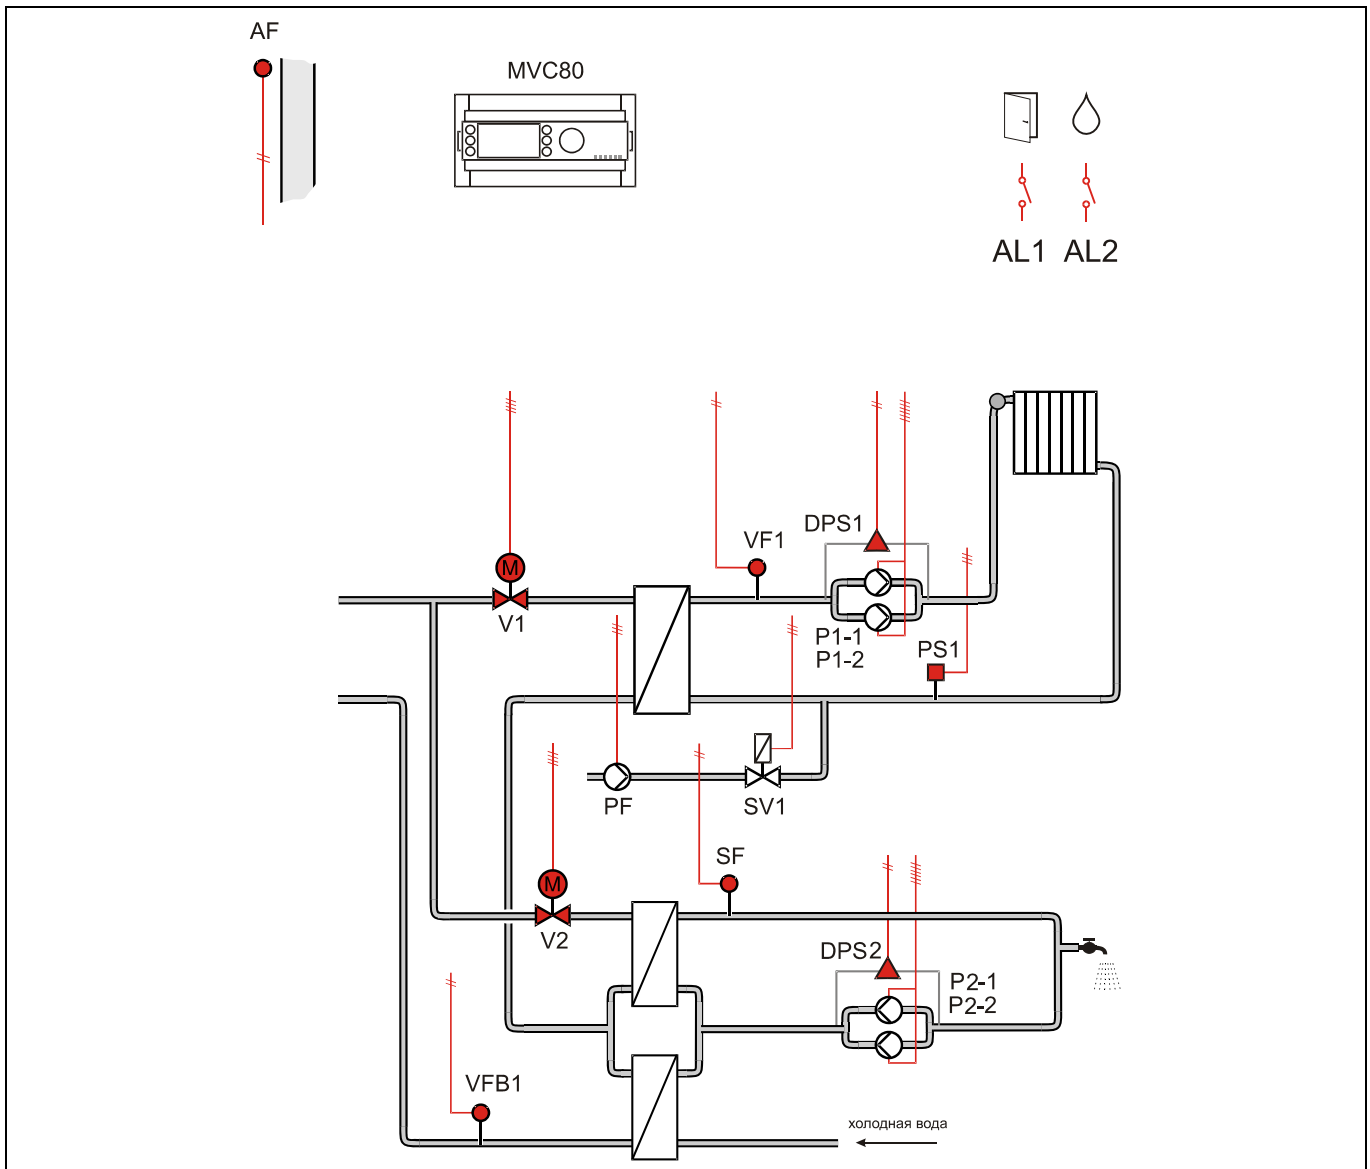 AF
MVC80
AL1 AL2
DPS1
VF1
M
V1
P1-1
P1-2
PS1
PF
SV1
SF
M
V2
DPS2
P2-1
P2-2
VFB1
холодная вода